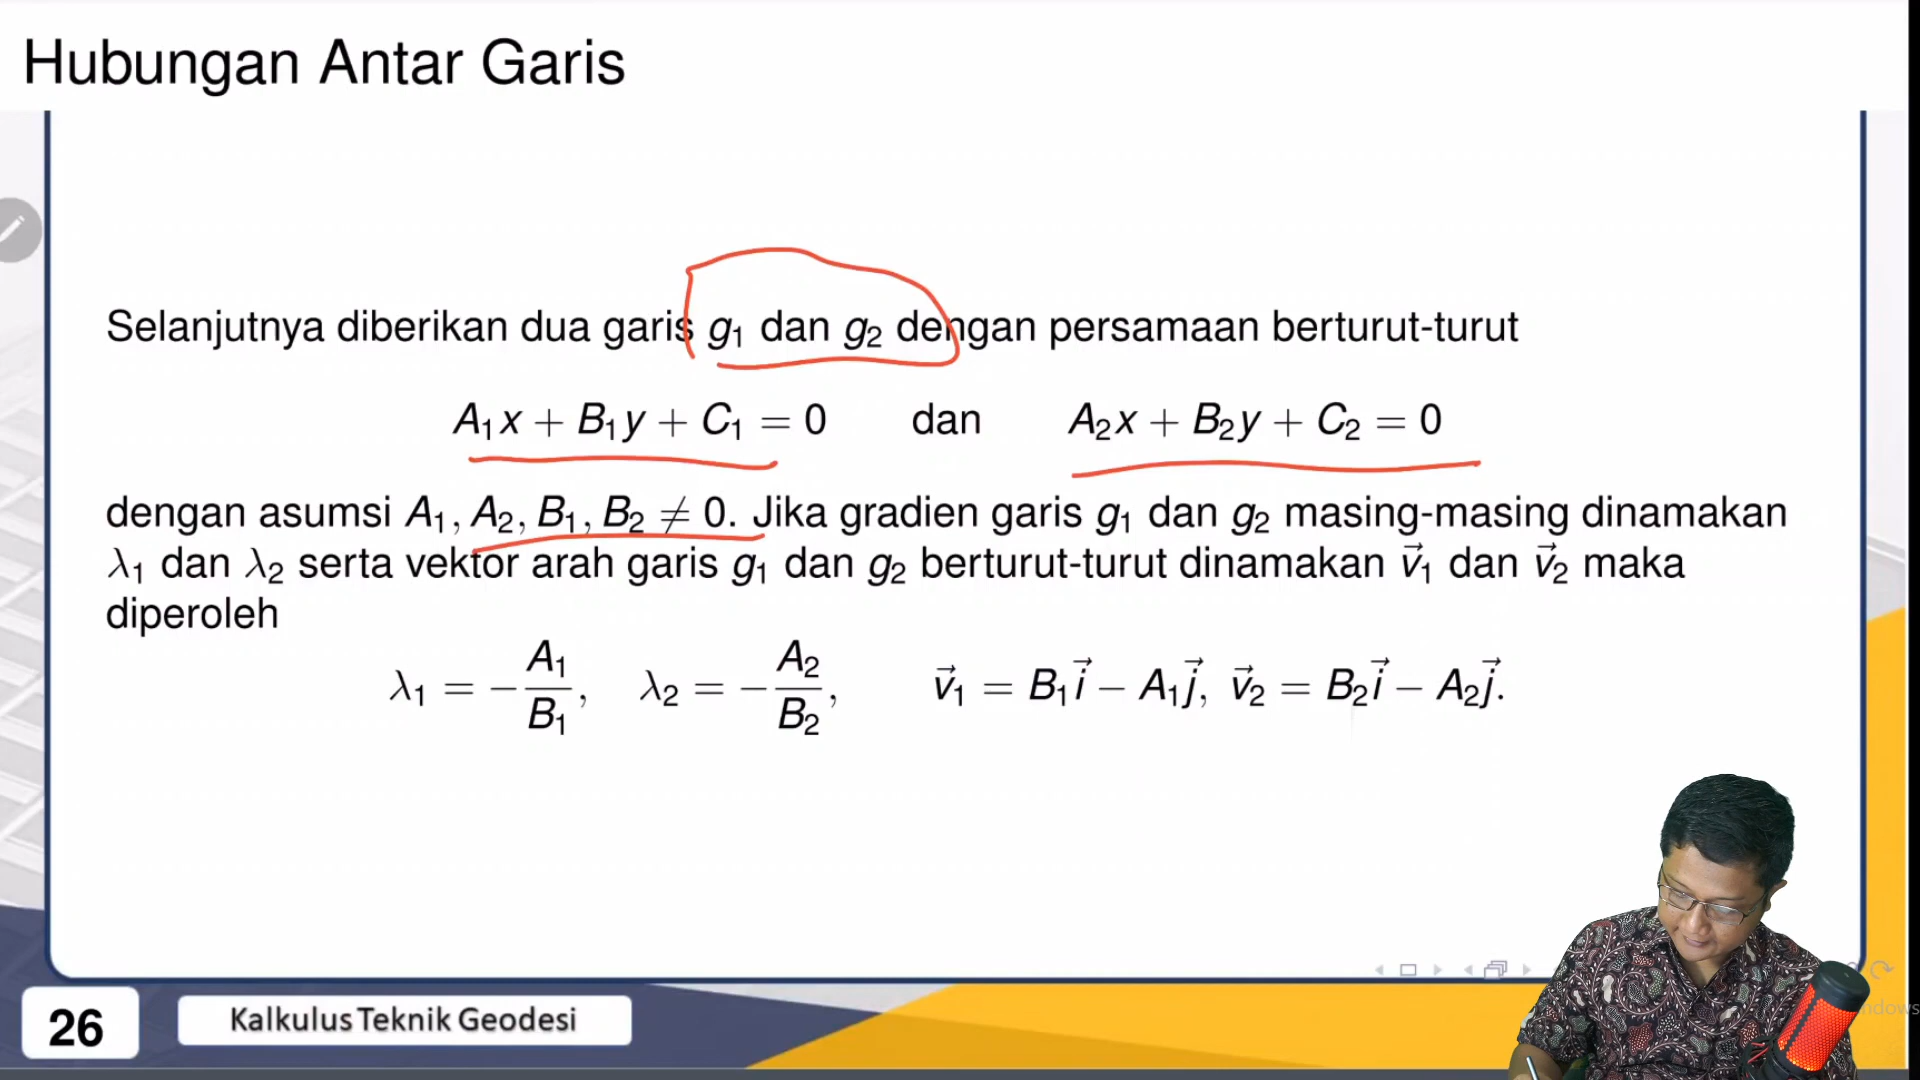 Hubungan Antar Garis
Selanjutnya diberikan dua garis g₁ dan g₂ dengan persamaan berturut-turut
A₁x + B₁y + C₁ = 0 dan A₂x + B₂y + C₂ = 0
dengan asumsi A₁, A₂, B₁, B₂ ≠ 0. Jika gradien garis g₁ dan g₂ masing-masing dinamakan
λ₁ dan λ₂ serta vektor arah garis g₁ dan g₂ berturut-turut dinamakan v⃗₁ dan v⃗₂ maka
diperoleh
λ₁ = −A₁/B₁, λ₂ = −A₂/B₂, v⃗₁ = B₁i⃗ − A₁j⃗, v⃗₂ = B₂i⃗ − A₂j⃗.
26 Kalkulus Teknik Geodesi